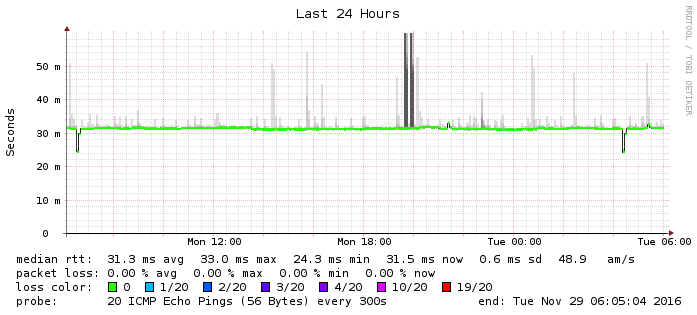 Last 24 Hours
RRDTOOL / TOBI OETIKER
Seconds
50 m
40 m
30 m
20 m
10 m
0
Mon 12:00 Mon 18:00 Tue 00:00 Tue 06:00
median rtt: 31.3 ms avg 33.0 ms max 24.3 ms min 31.5 ms now 0.6 ms sd 48.9 am/s
packet loss: 0.00 % avg 0.00 % max 0.00 % min 0.00 % now
loss color: 0 1/20 2/20 3/20 4/20 10/20 19/20
probe: 20 ICMP Echo Pings (56 Bytes) every 300s end: Tue Nov 29 06:05:04 2016